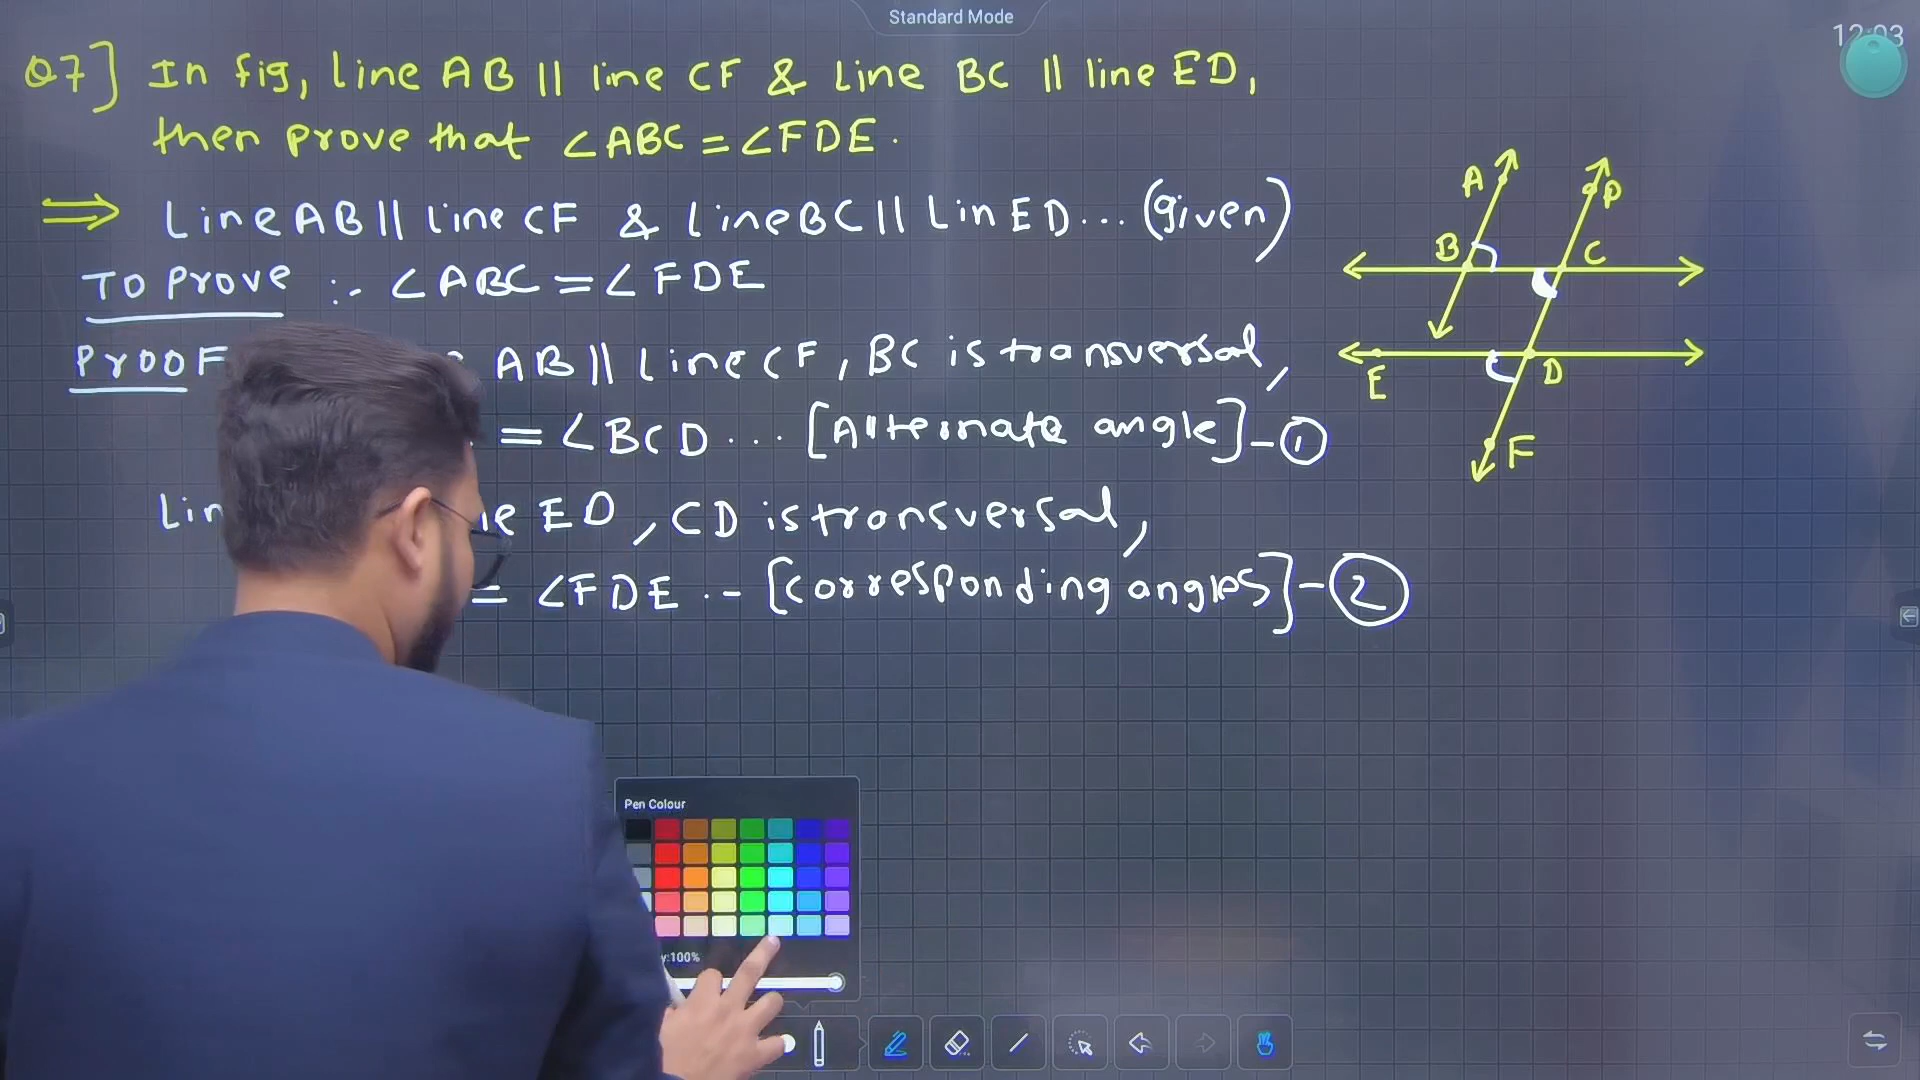 Standard Mode
12:03
Q7] In fig, line AB || line CF & line BC || line ED,
then prove that ∠ABC = ∠FDE.
⇒ Line AB || line CF & line BC || Lin ED... (given)
To prove :- ∠ABC = ∠FDE
PROOF AB || Line CF, BC is transversal,
= ∠BCD ... [Alternate angle] - ①
Lin ED, CD is transversal,
= ∠FDE .- [corresponding angles] - ②
A P
B C
E D
F
Pen Colour
:100%